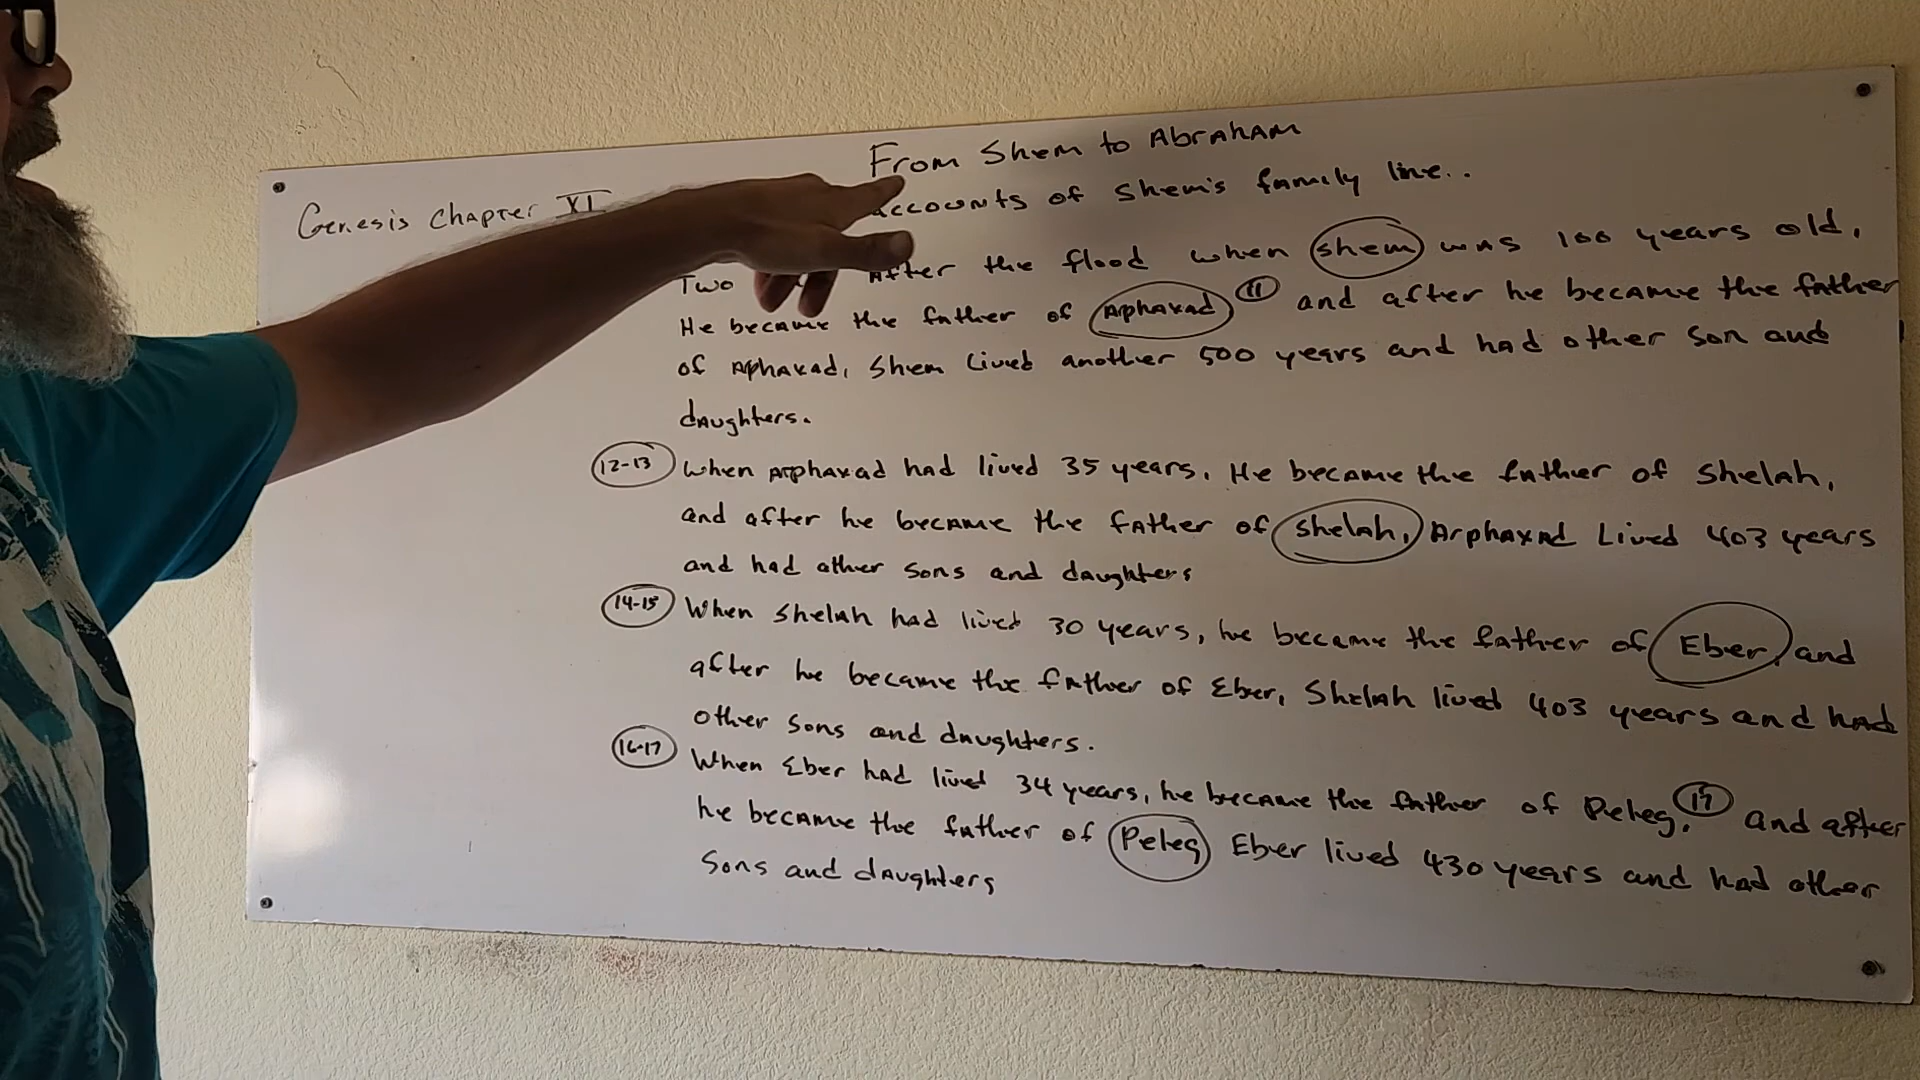 From Shem to Abraham
Genesis Chapter XI
accounts of Shem's family line..
Two After the flood when Shem was 100 years old,
He became the father of Arphaxad (11) and after he became the father
of Arphaxad, Shem lived another 500 years and had other son and
daughters.
12-13 When Arphaxad had lived 35 years, He became the father of Shelah,
and after he became the father of Shelah, Arphaxad Lived 403 years
and had other sons and daughters
14-15 When Shelah had lived 30 years, he became the father of Eber, and
after he became the father of Eber, Shelah lived 403 years and had
other sons and daughters.
16-17 When Eber had lived 34 years, he became the father of Peleg, (17) and after
he became the father of Peleg Eber lived 430 years and had other
sons and daughters